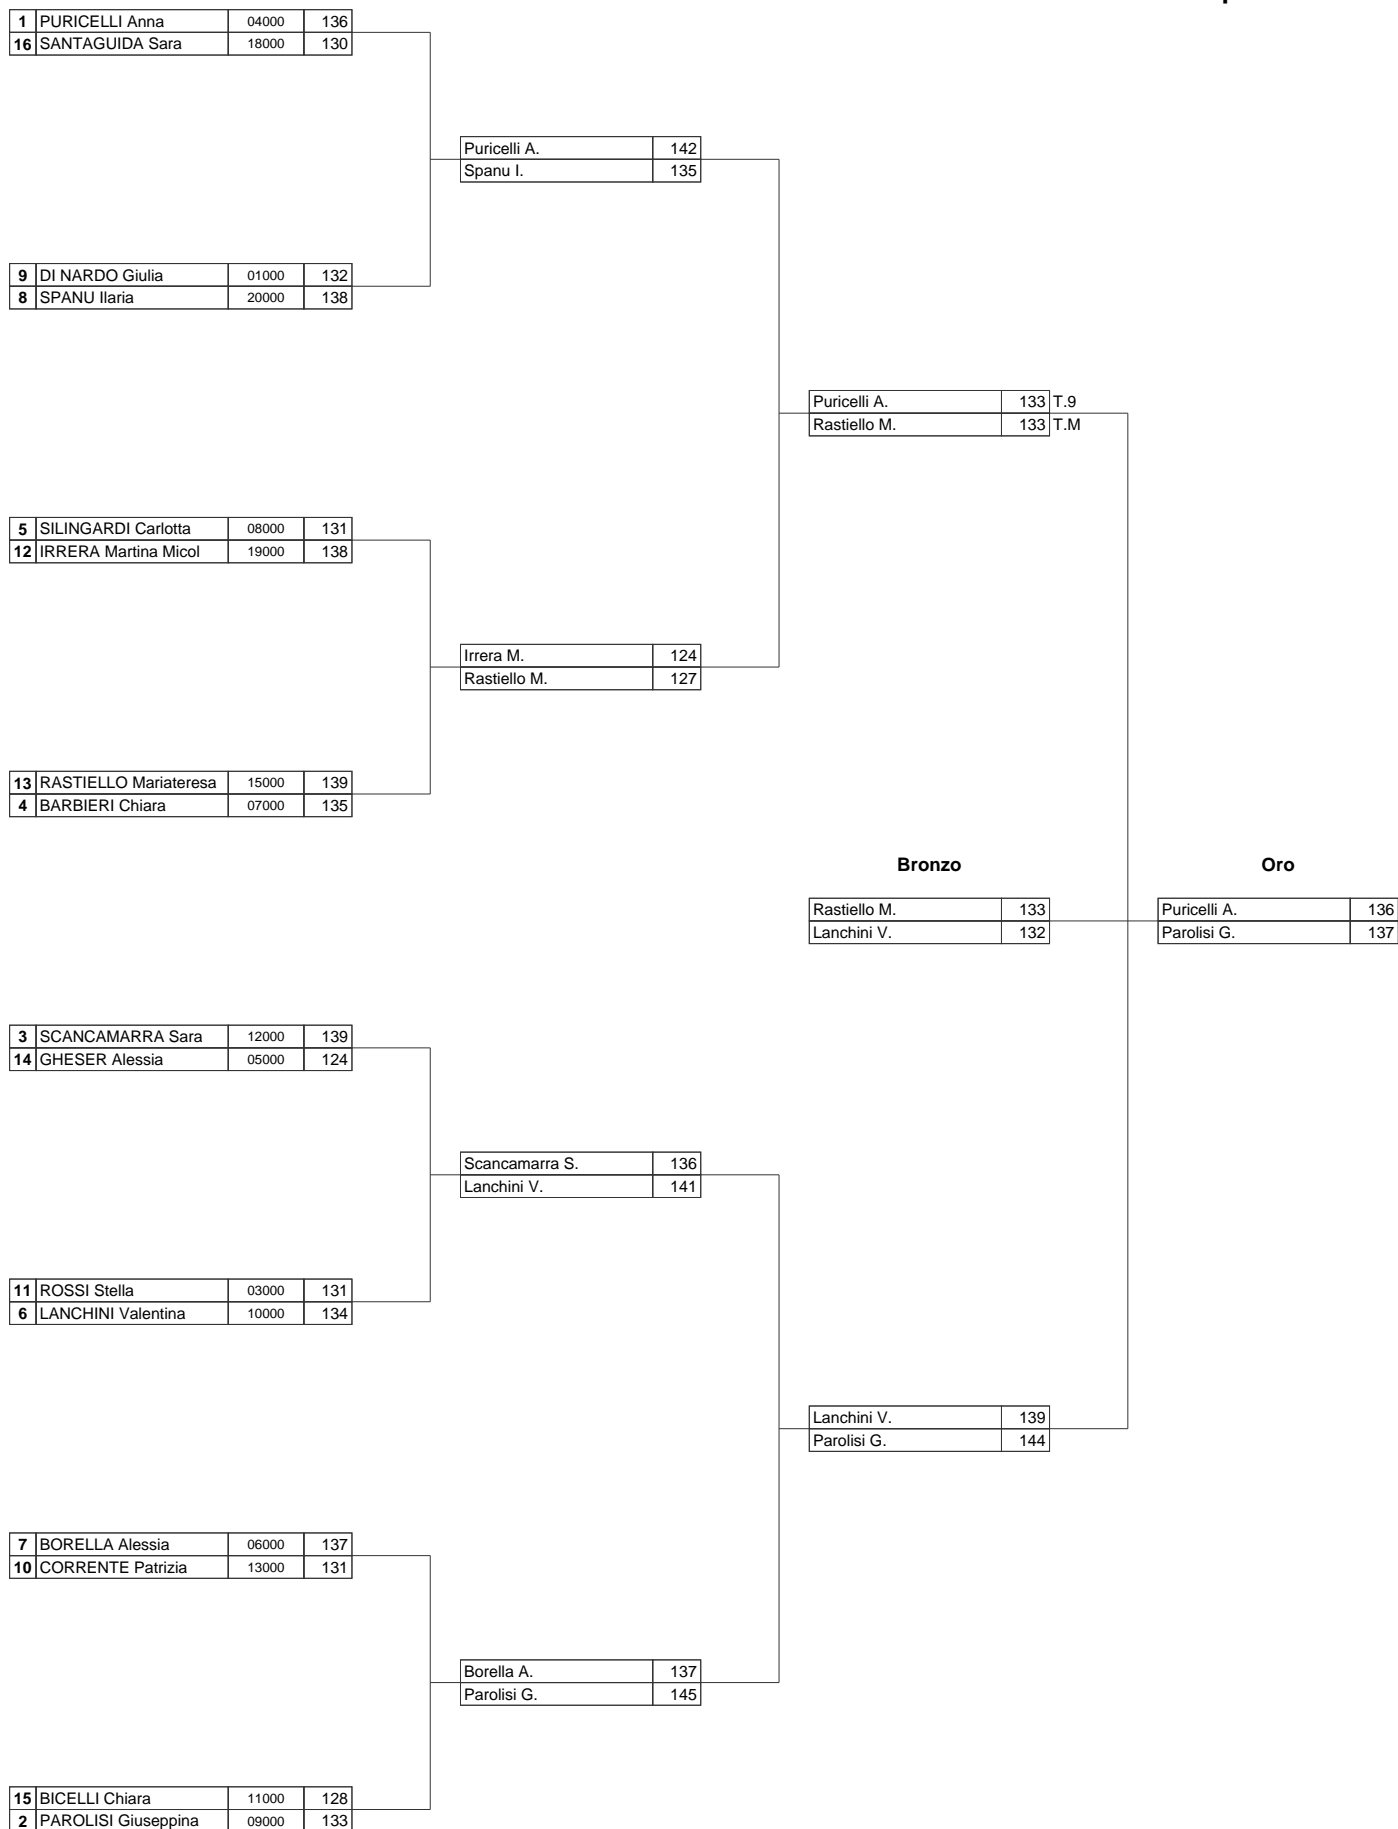 1 PURICELLI Anna 04000 136
16 SANTAGUIDA Sara 18000 130
Puricelli A. 142
Spanu I. 135
9 DI NARDO Giulia 01000 132
8 SPANU Ilaria 20000 138
Puricelli A. 133 T.9
Rastiello M. 133 T.M
5 SILINGARDI Carlotta 08000 131
12 IRRERA Martina Micol 19000 138
Irrera M. 124
Rastiello M. 127
13 RASTIELLO Mariateresa 15000 139
4 BARBIERI Chiara 07000 135
Bronzo Oro
Rastiello M. 133 Puricelli A. 136
Lanchini V. 132 Parolisi G. 137
3 SCANCAMARRA Sara 12000 139
14 GHESER Alessia 05000 124
Scancamarra S. 136
Lanchini V. 141
11 ROSSI Stella 03000 131
6 LANCHINI Valentina 10000 134
Lanchini V. 139
Parolisi G. 144
7 BORELLA Alessia 06000 137
10 CORRENTE Patrizia 13000 131
Borella A. 137
Parolisi G. 145
15 BICELLI Chiara 11000 128
2 PAROLISI Giuseppina 09000 133